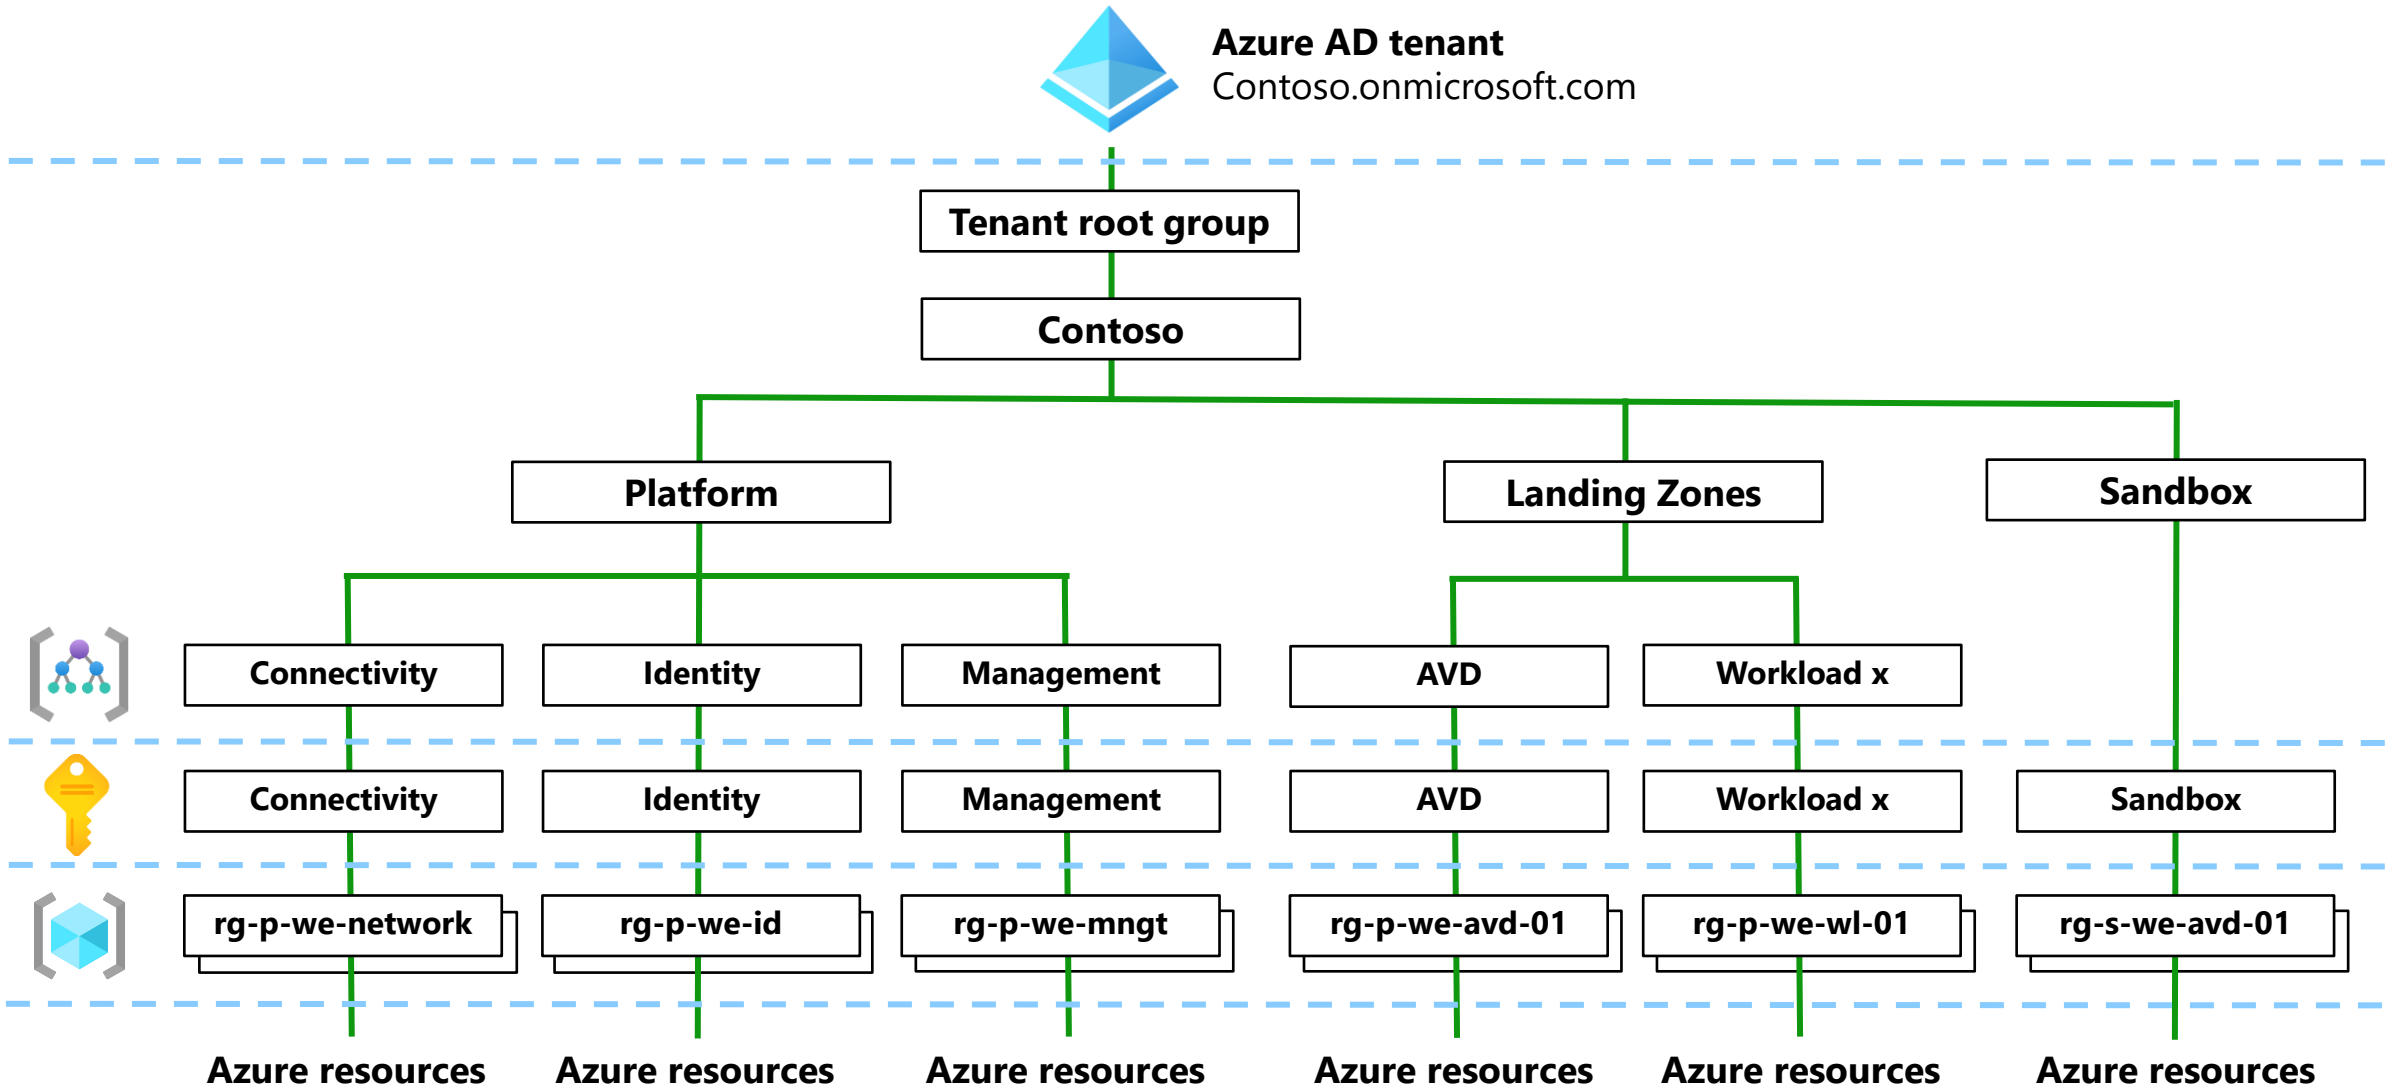 Azure AD tenant
Contoso.onmicrosoft.com
Tenant root group
Contoso
Platform
Landing Zones
Sandbox
Connectivity
Identity
Management
AVD
Workload x
Connectivity
Identity
Management
AVD
Workload x
Sandbox
rg-p-we-network
rg-p-we-id
rg-p-we-mngt
rg-p-we-avd-01
rg-p-we-wl-01
rg-s-we-avd-01
Azure resources
Azure resources
Azure resources
Azure resources
Azure resources
Azure resources